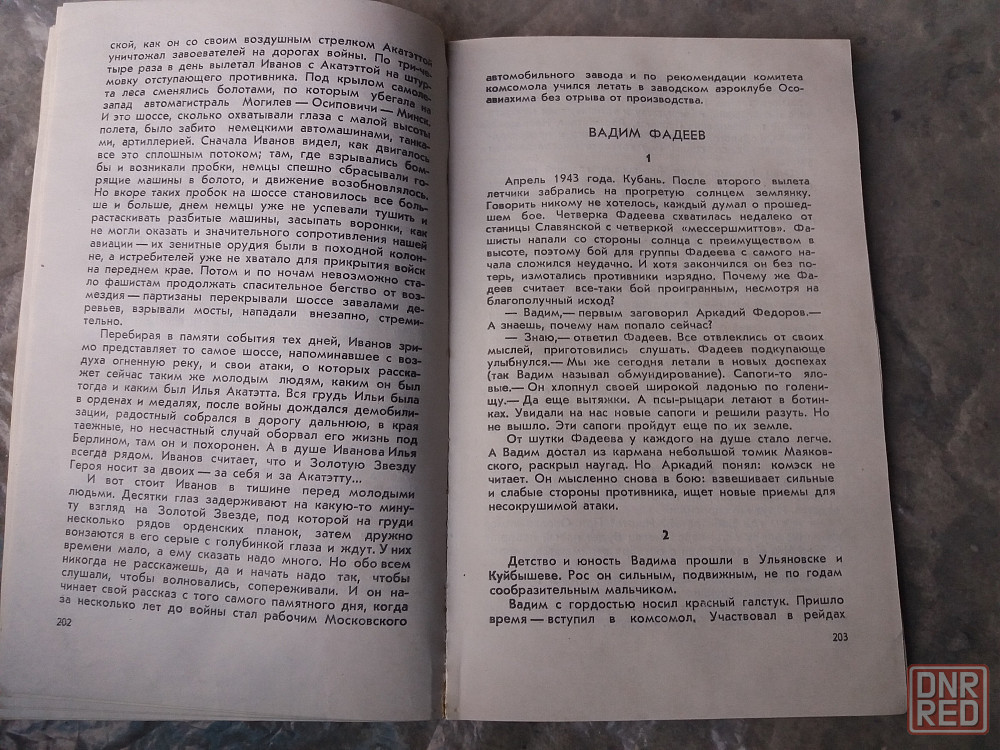 ской, как он со своим воздушным стрелком Акатэттой
уничтожал завоевателей на дорогах войны. По три-че-
тыре раза в день вылетал Иванов с Акатэттой на штур-
мовку отступающего противника. Под крылом самоле-
та леса сменялись болотами, по которым убегала на
запад автомагистраль Могилев — Осиповичи — Минск.
И это шоссе, сколько охватывали глаза с малой высоты
полета, было забито немецкими автомашинами, танка-
ми, артиллерией. Сначала Иванов видел, как двигалось
все это сплошным потоком; там, где взрывались бом-
бы и возникали пробки, немцы спешно сбрасывали го-
рящие машины в болото, и движение возобновлялось.
Но вскоре таких пробок на шоссе становилось все боль-
ше и больше, днем немцы уже не успевали тушить и
растаскивать разбитые машины, засыпать воронки, как
не могли оказать и значительного сопротивления нашей
авиации — их зенитные орудия были в походной колон-
не, а истребителей уже не хватало для прикрытия войск
на переднем крае. Потом и по ночам невозможно ста-
ло фашистам продолжать спасительное бегство от воз-
мездия — партизаны перекрывали шоссе завалами де-
ревьев, взрывали мосты, нападали внезапно, стреми-
тельно.
Перебирая в памяти события тех дней, Иванов зри-
мо представляет то самое шоссе, напоминавшее с воз-
духа огненную реку, и свои атаки, о которых расска-
жет сейчас таким же молодым людям, каким он был
тогда и каким был Илья Акатэтта. Вся грудь Ильи была
в орденах и медалях, после войны дождался демобили-
зации, радостный собрался в дорогу дальнюю, в края
таежные, но несчастный случай оборвал его жизнь под
Берлином, там он и похоронен. А в душе Иванова Илья
всегда рядом. Иванов считает, что и Золотую Звезду
Героя носит за двоих — за себя и за Акатэтту...
И вот стоит Иванов в тишине перед молодыми
людьми. Десятки глаз задерживают на какую-то мину-
ту взгляд на Золотой Звезде, под которой на груди
несколько рядов орденских планок, затем дружно
вонзаются в его серые с голубинкой глаза и ждут. У них
времени мало, а ему сказать надо много. Но обо всем
никогда не расскажешь, да и начать надо так, чтобы
слушали, чтобы волновались, сопереживали. И он на-
чинает свой рассказ с того самого памятного дня, когда
за несколько лет до войны стал рабочим Московского
202
автомобильного завода и по рекомендации комитета
комсомола учился летать в заводском аэроклубе Осо-
авиахима без отрыва от производства.
ВАДИМ ФАДЕЕВ
1
Апрель 1943 года. Кубань. После второго вылета
летчики забрались на прогретую солнцем землянку.
Говорить никому не хотелось, каждый думал о прошед-
шем бое. Четверка Фадеева схватилась недалеко от
станицы Славянской с четверкой «мессершмиттов». Фа-
шисты напали со стороны солнца с преимуществом в
высоте, поэтому бой для группы Фадеева с самого на-
чала сложился неудачно. И хотя закончился он без по-
терь, измотались противники изрядно. Почему же Фа-
деев считает все-таки бой проигранным, несмотря на
благополучный исход?
— Вадим,— первым заговорил Аркадий Федоров.—
А знаешь, почему нам попало сейчас?
— Знаю,— ответил Фадеев. Все отвлеклись от своих
мыслей, приготовились слушать. Фадеев подкупающе
улыбнулся.— Мы же сегодня летали в новых доспехах
(так Вадим называл обмундирование). Сапоги-то яло-
вые.— Он хлопнул своей широкой ладонью по голени-
щу.— Да еще вытяжки. А псы-рыцари летают в ботин-
ках. Увидали на нас новые сапоги и решили разуть. Но
не вышло. Эти сапоги пройдут еще по их земле.
От шутки Фадеева у каждого на душе стало легче.
А Вадим достал из кармана небольшой томик Маяков-
ского, раскрыл наугад. Но Аркадий понял: комэск не
читает. Он мысленно снова в бою: взвешивает сильные
и слабые стороны противника, ищет новые приемы для
несокрушимой атаки.
2
Детство и юность Вадима прошли в Ульяновске и
Куйбышеве. Рос он сильным, подвижным, не по годам
сообразительным мальчиком.
Вадим с гордостью носил красный галстук. Пришло
время — вступил в комсомол. Участвовал в рейдах
203
DNR
RED